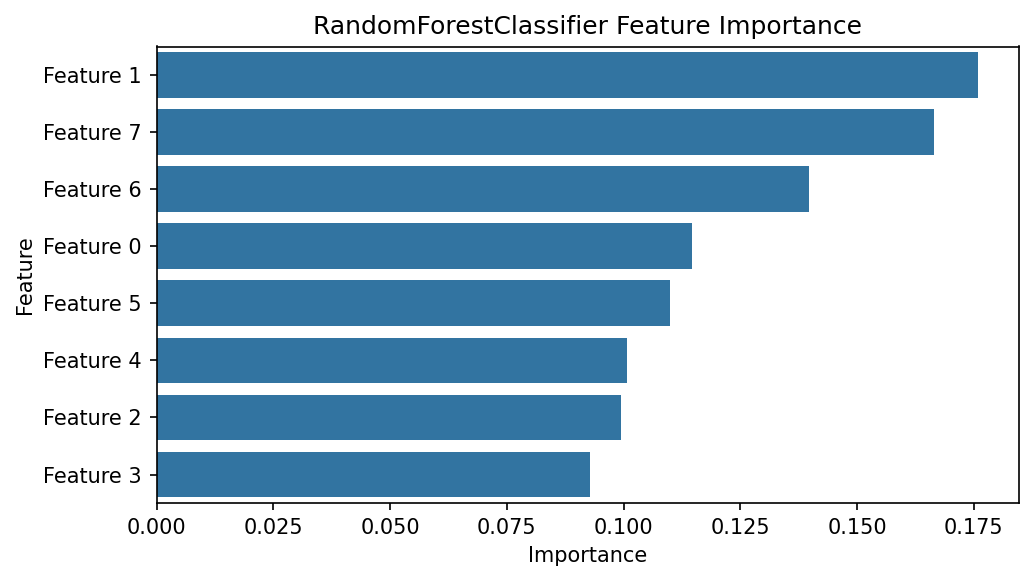 RandomForestClassifier Feature Importance
Feature 1
Feature 7
Feature 6
Feature 0
Feature 5
Feature 4
Feature 2
Feature 3
Feature
0.000 0.025 0.050 0.075 0.100 0.125 0.150 0.175
Importance